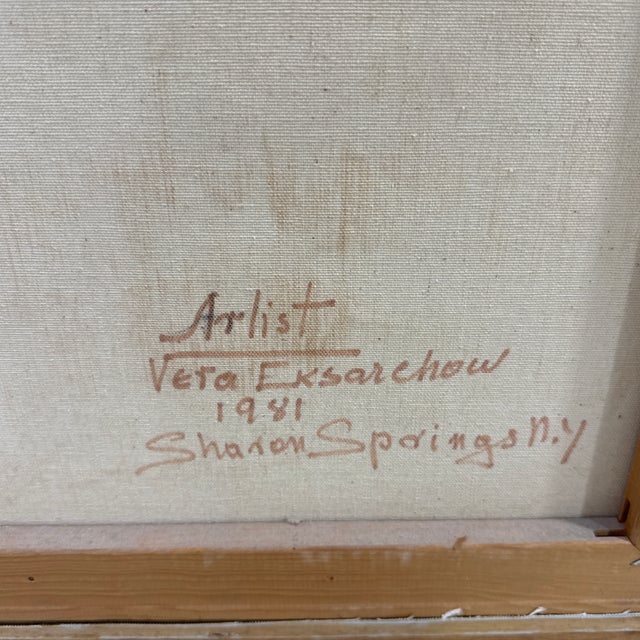 Artist
Vera Eksarchow
1981
Sharon Springs N.Y